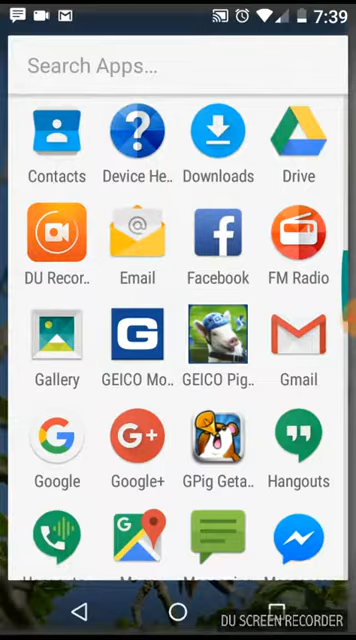 7:39
Search Apps...
Contacts Device He.. Downloads Drive
DU Recor.. Email Facebook FM Radio
Gallery GEICO Mo.. GEICO Pig.. Gmail
Google Google+ GPig Geta.. Hangouts
DU SCREEN RECORDER